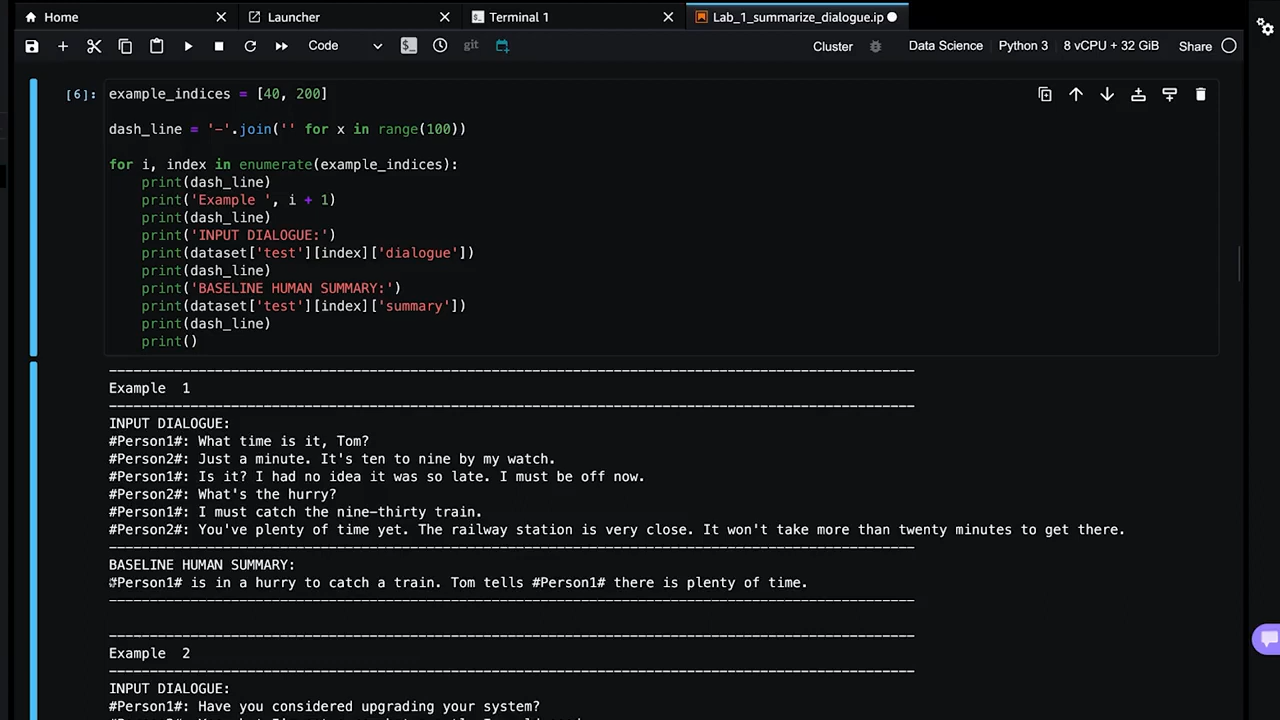 Home
Launcher
Terminal 1
Lab_1_summarize_dialogue.ip
Code
git
Cluster
Data Science
Python 3
8 vCPU + 32 GiB
Share
[6]:
example_indices = [40, 200]
dash_line = '-'.join('' for x in range(100))
for i, index in enumerate(example_indices):
    print(dash_line)
    print('Example ', i + 1)
    print(dash_line)
    print('INPUT DIALOGUE:')
    print(dataset['test'][index]['dialogue'])
    print(dash_line)
    print('BASELINE HUMAN SUMMARY:')
    print(dataset['test'][index]['summary'])
    print(dash_line)
    print()
---------------------------------------------------------------------------------------------------
Example  1
---------------------------------------------------------------------------------------------------
INPUT DIALOGUE:
#Person1#: What time is it, Tom?
#Person2#: Just a minute. It's ten to nine by my watch.
#Person1#: Is it? I had no idea it was so late. I must be off now.
#Person2#: What's the hurry?
#Person1#: I must catch the nine-thirty train.
#Person2#: You've plenty of time yet. The railway station is very close. It won't take more than twenty minutes to get there.
---------------------------------------------------------------------------------------------------
BASELINE HUMAN SUMMARY:
#Person1# is in a hurry to catch a train. Tom tells #Person1# there is plenty of time.
---------------------------------------------------------------------------------------------------
---------------------------------------------------------------------------------------------------
Example  2
---------------------------------------------------------------------------------------------------
INPUT DIALOGUE:
#Person1#: Have you considered upgrading your system?